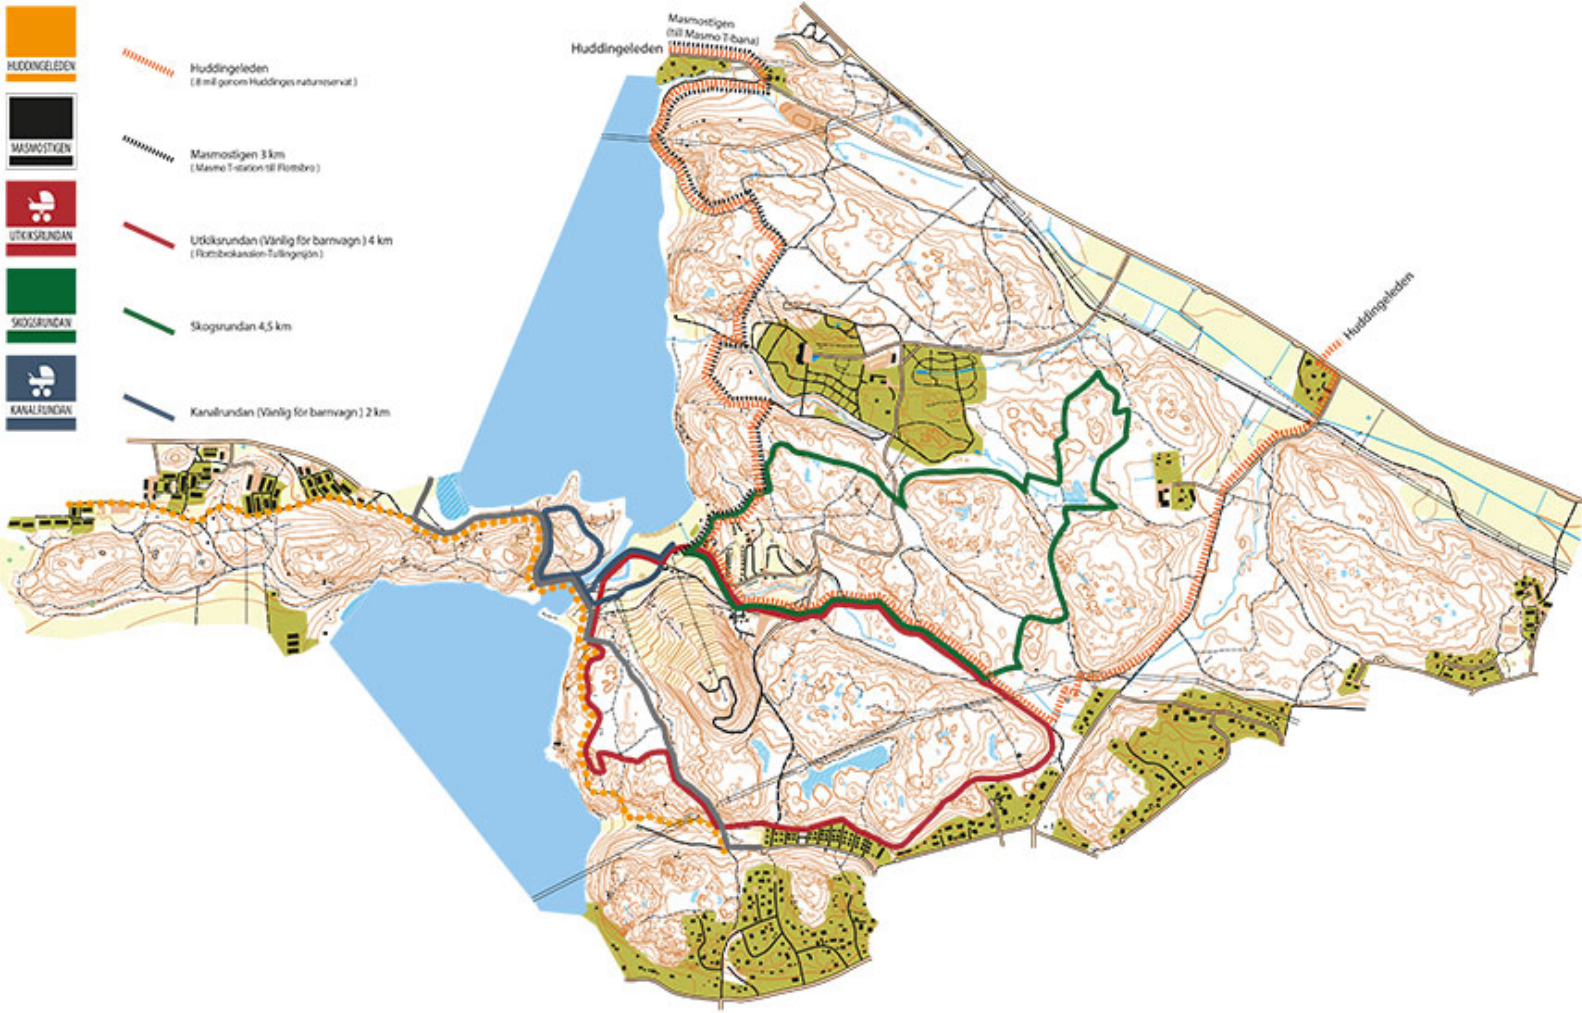 HUDDINGELEDEN
Huddingeleden
( 8 mil genom Huddinges naturreservat )
MASMOSTIGEN
Masmostigen 3 km
( Masmo T-station till Flottsbro )
UTKIKSRUNDAN
Utkiksrundan (Vänlig för barnvagn ) 4 km
( Flottsbrokanalen-Tullingesjön )
SKOGSRUNDAN
Skogsrundan 4,5 km
KANALRUNDAN
Kanalrundan (Vänlig för barnvagn ) 2 km
Masmostigen
(till Masmo T-bana)
Huddingeleden
Huddingeleden